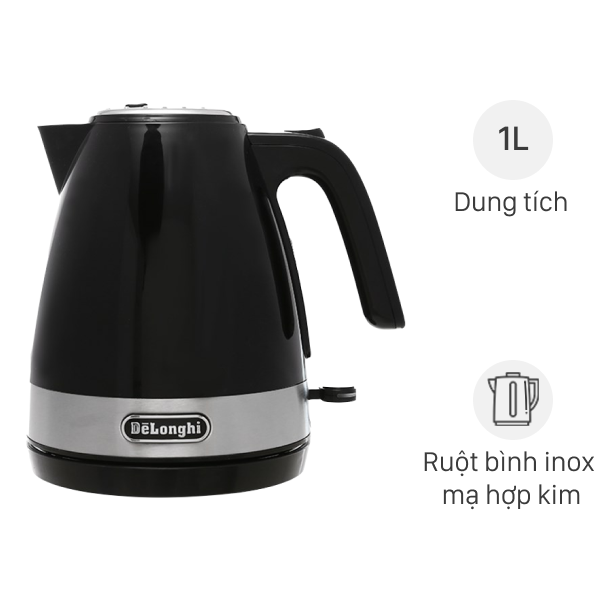 1L
Dung tích
DeLonghi
Ruột bình inox
mạ hợp kim